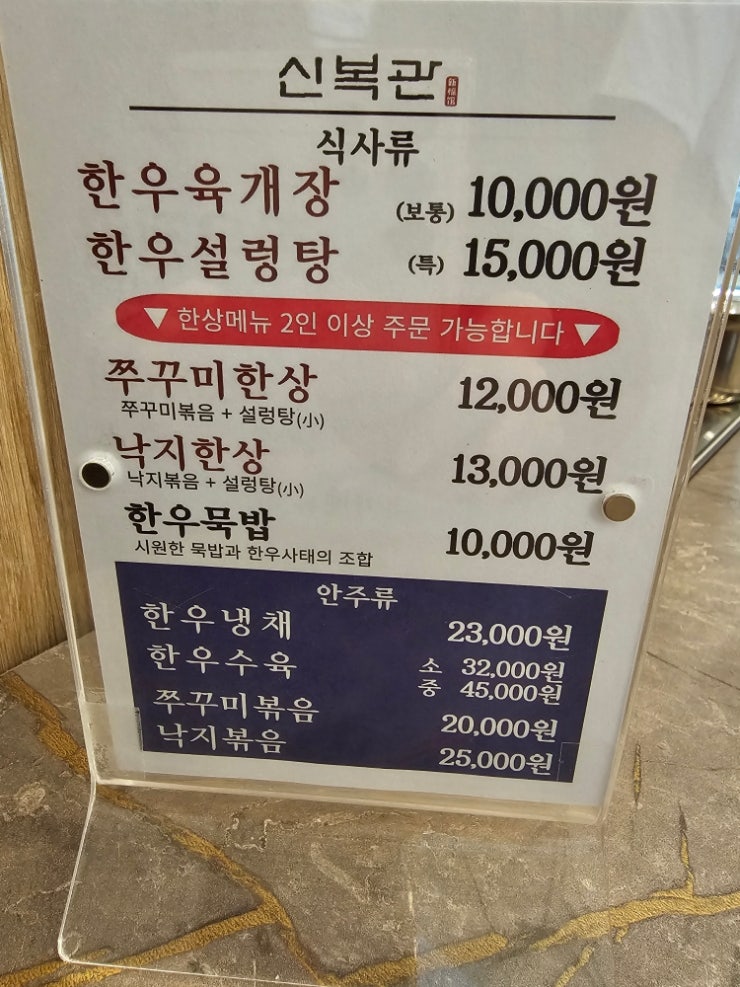 신복관
식사류
한우육개장 (보통) 10,000원
한우설렁탕 (특) 15,000원
▼ 한상메뉴 2인 이상 주문 가능합니다 ▼
쭈꾸미한상 12,000원
쭈꾸미볶음 + 설렁탕(小)
낙지한상 13,000원
낙지볶음 + 설렁탕(小)
한우묵밥 10,000원
시원한 묵밥과 한우사태의 조합
안주류
한우냉채 23,000원
한우수육 소 32,000원
중 45,000원
쭈꾸미볶음 20,000원
낙지볶음 25,000원